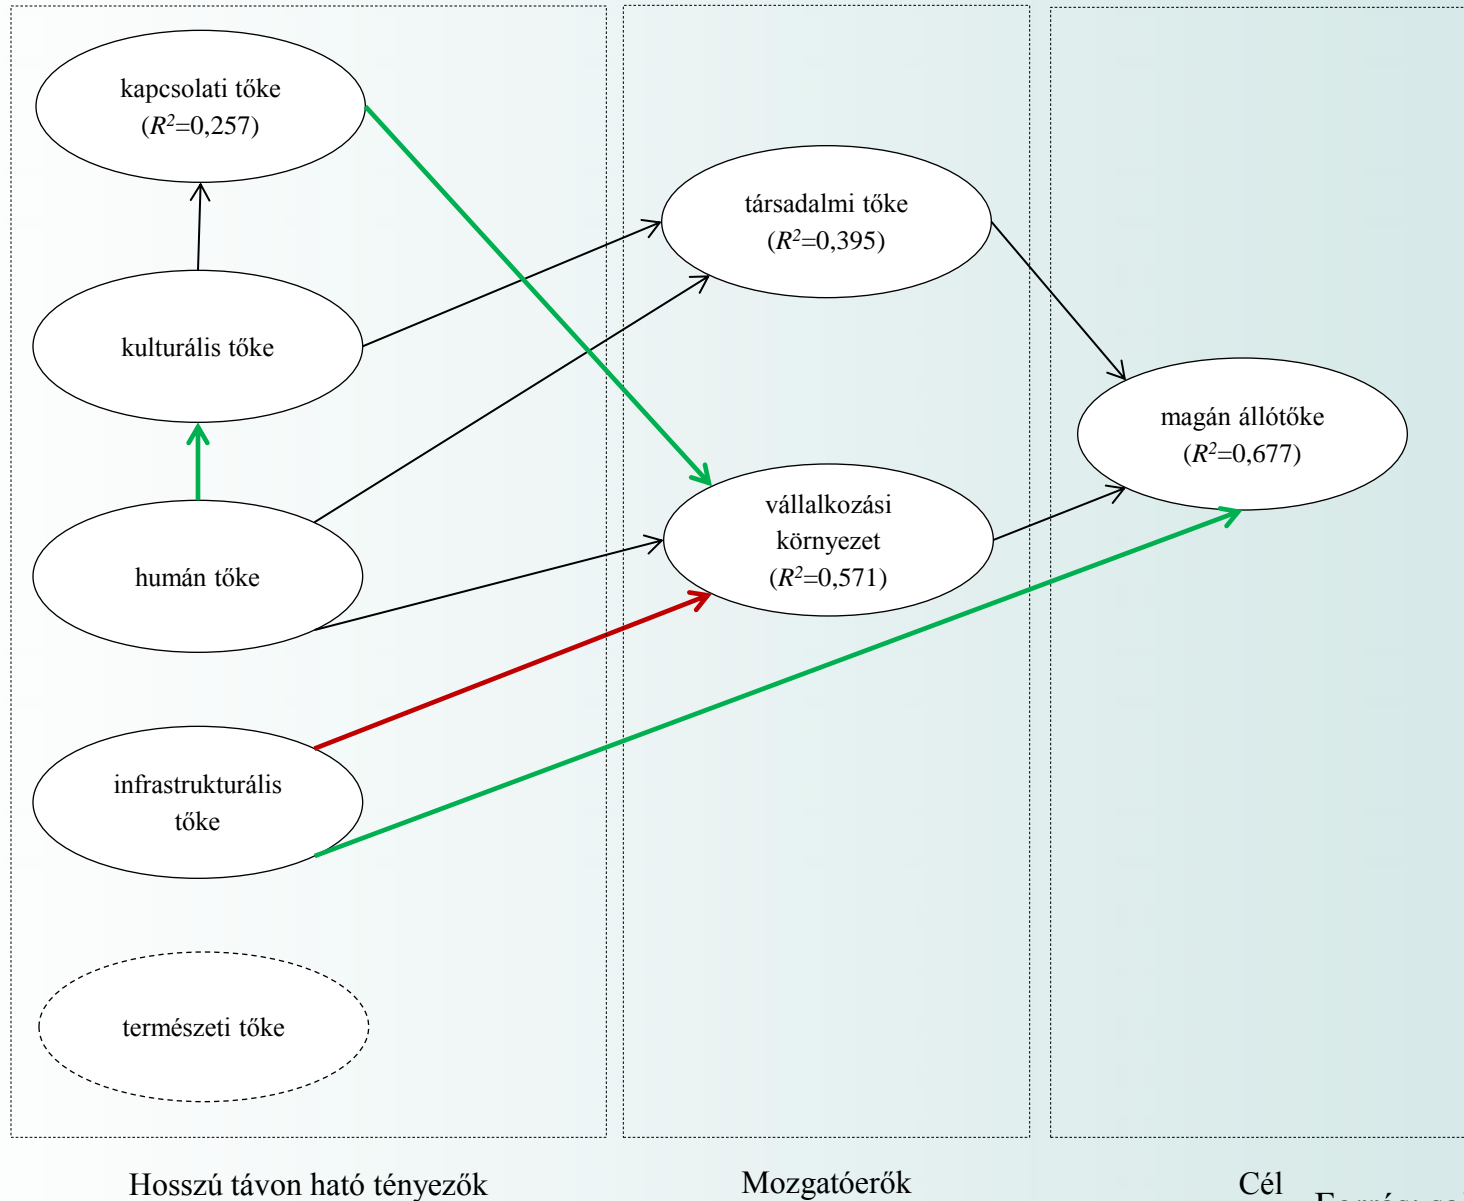 kapcsolati tőke
(R²=0,257)
társadalmi tőke
(R²=0,395)
kulturális tőke
magán állótőke
(R²=0,677)
vállalkozási
környezet
(R²=0,571)
humán tőke
infrastrukturális
tőke
természeti tőke
Hosszú távon ható tényezők
Mozgatóerők
Cél